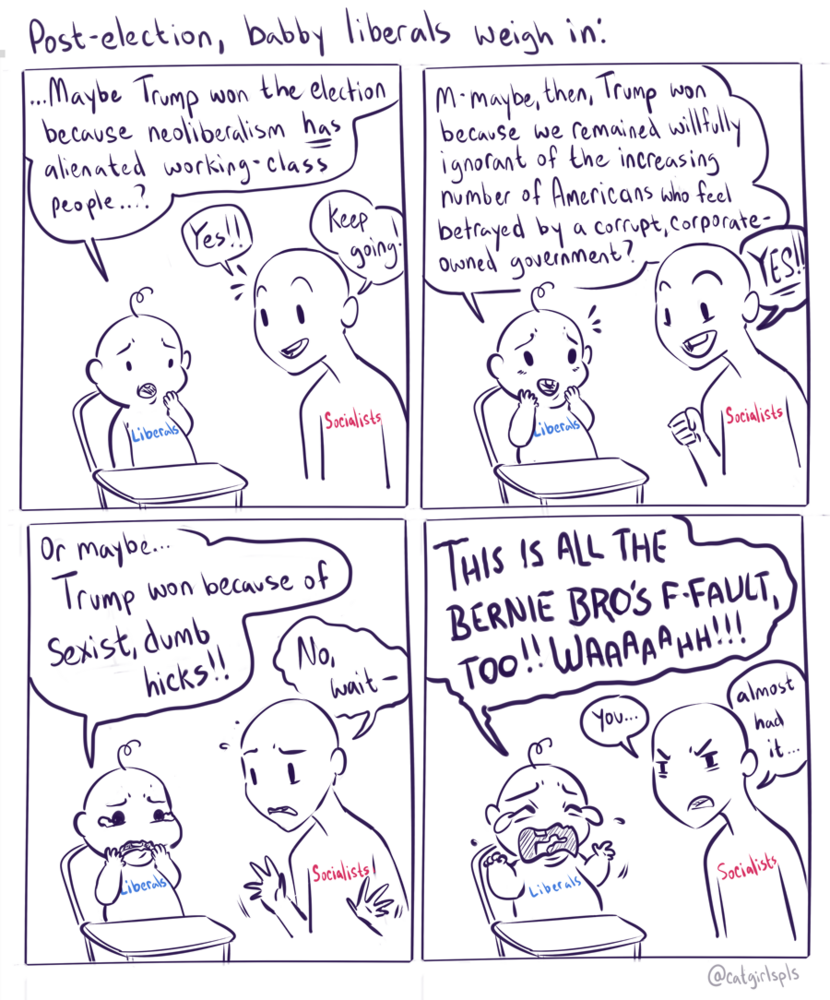 Post-election, babby liberals weigh in:
...Maybe Trump won the election
because neoliberalism has
alienated working-class
people...?
Yes!!
Keep
going!
Liberals
Socialists
M-maybe, then, Trump won
because we remained willfully
ignorant of the increasing
number of Americans who feel
betrayed by a corrupt, corporate-
owned government?
YES!!
Liberals
Socialists
Or maybe...
Trump won because of
sexist, dumb
hicks!!
No,
wait-
Liberals
Socialists
THIS IS ALL THE
BERNIE BRO'S F-FAULT,
TOO!! WAAAAAHH!!!
You...
almost
had
it...
Liberals
Socialists
@catgirlspls